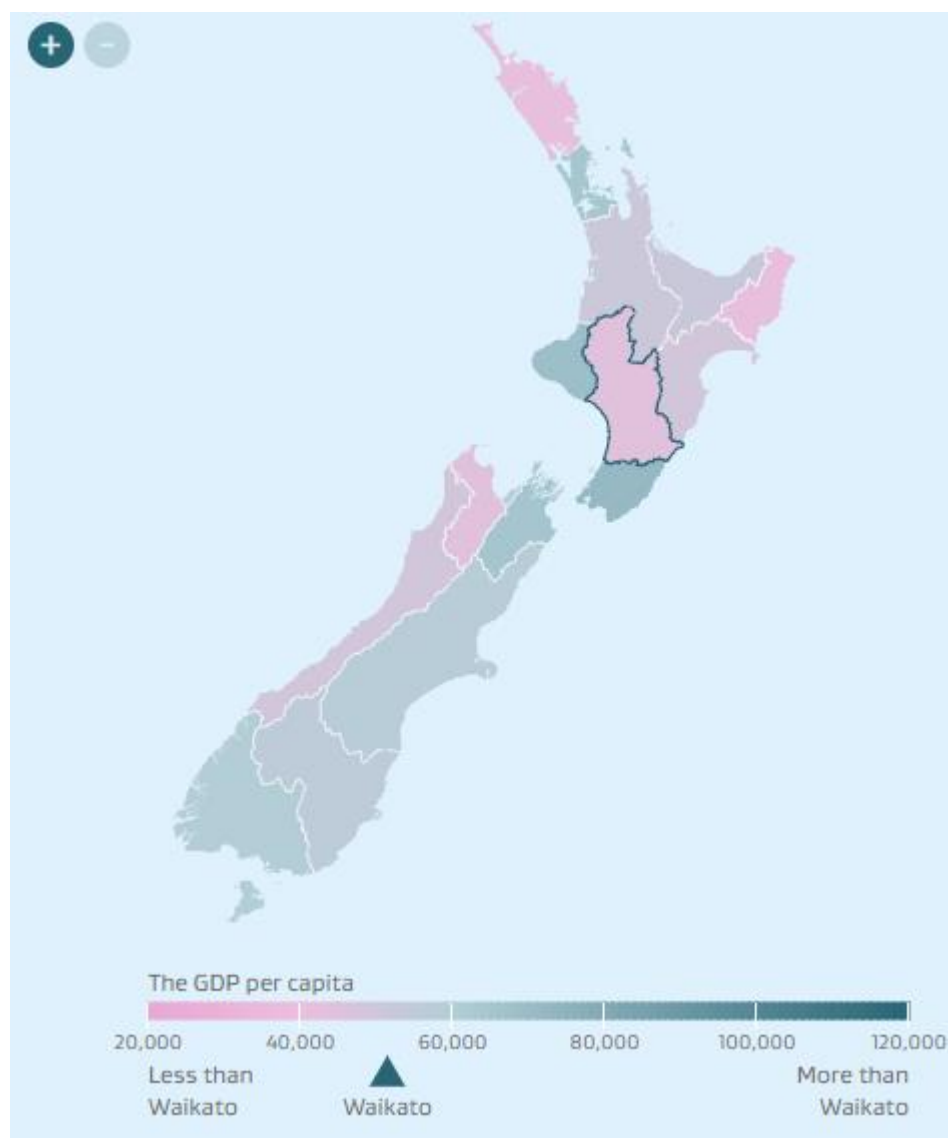 + −
The GDP per capita
20,000 40,000 60,000 80,000 100,000 120,000
Less than More than
Waikato Waikato Waikato